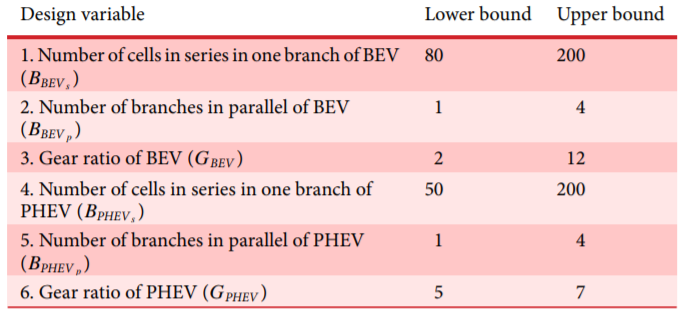 Design variable Lower bound Upper bound
1. Number of cells in series in one branch of BEV 80 200
(B_{BEV_s})
2. Number of branches in parallel of BEV 1 4
(B_{BEV_p})
3. Gear ratio of BEV (G_{BEV}) 2 12
4. Number of cells in series in one branch of 50 200
PHEV (B_{PHEV_s})
5. Number of branches in parallel of PHEV 1 4
(B_{PHEV_p})
6. Gear ratio of PHEV (G_{PHEV}) 5 7